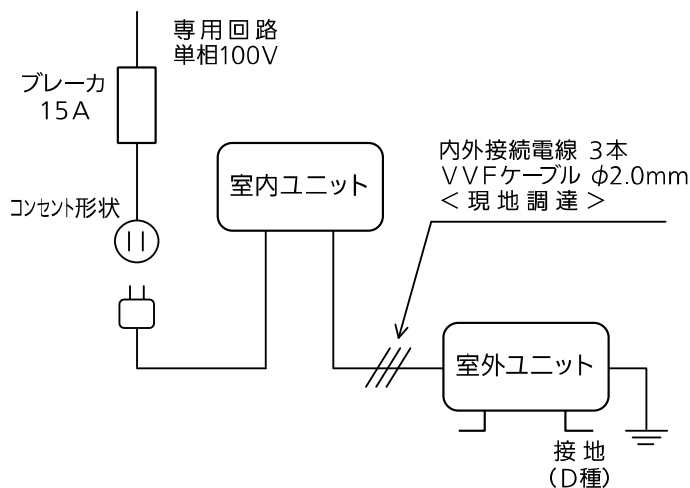 専用回路
単相100V
ブレーカ
15A
コンセント形状
室内ユニット
内外接続電線 3本
VVFケーブル φ2.0mm
<現地調達>
室外ユニット
接地
(D種)